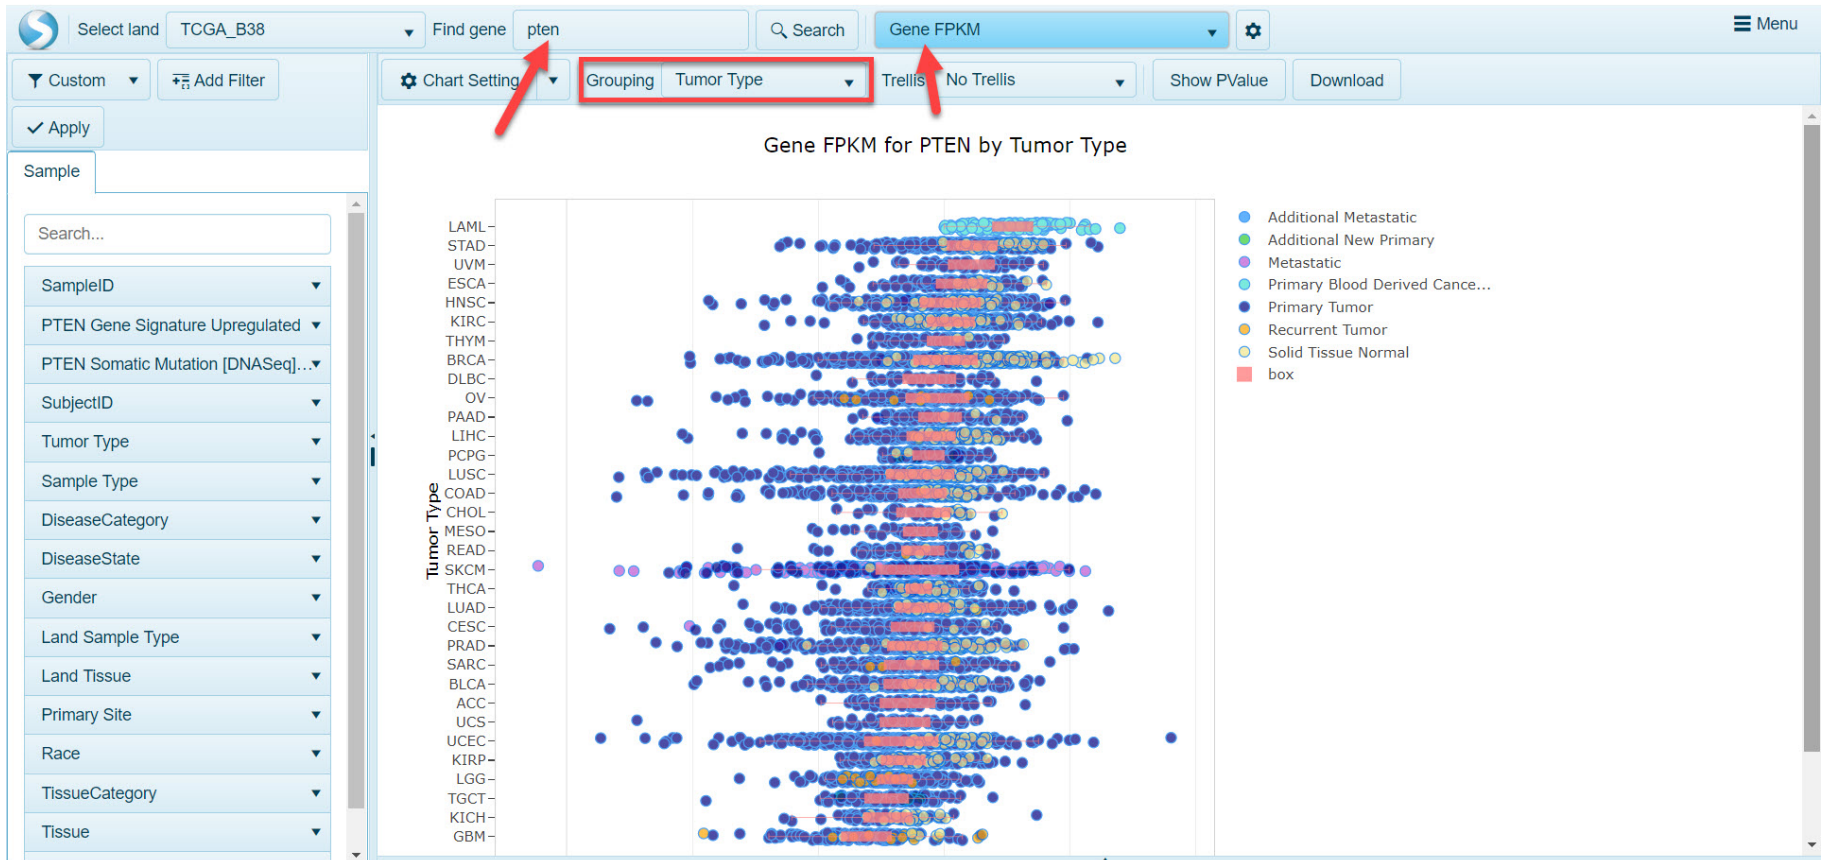 Select land TCGA_B38 Find gene pten Search Gene FPKM Menu
Custom Add Filter Chart Setting Grouping Tumor Type Trellis No Trellis Show PValue Download
Apply
Sample
Search...
SampleID
PTEN Gene Signature Upregulated
PTEN Somatic Mutation [DNASeq]...
SubjectID
Tumor Type
Sample Type
DiseaseCategory
DiseaseState
Gender
Land Sample Type
Land Tissue
Primary Site
Race
TissueCategory
Tissue
Gene FPKM for PTEN by Tumor Type
Tumor Type
LAML
STAD
UVM
ESCA
HNSC
KIRC
THYM
BRCA
DLBC
OV
PAAD
LIHC
PCPG
LUSC
COAD
CHOL
MESO
READ
SKCM
THCA
LUAD
CESC
PRAD
SARC
BLCA
ACC
UCS
UCEC
KIRP
LGG
TGCT
KICH
GBM
Additional Metastatic
Additional New Primary
Metastatic
Primary Blood Derived Cance...
Primary Tumor
Recurrent Tumor
Solid Tissue Normal
box